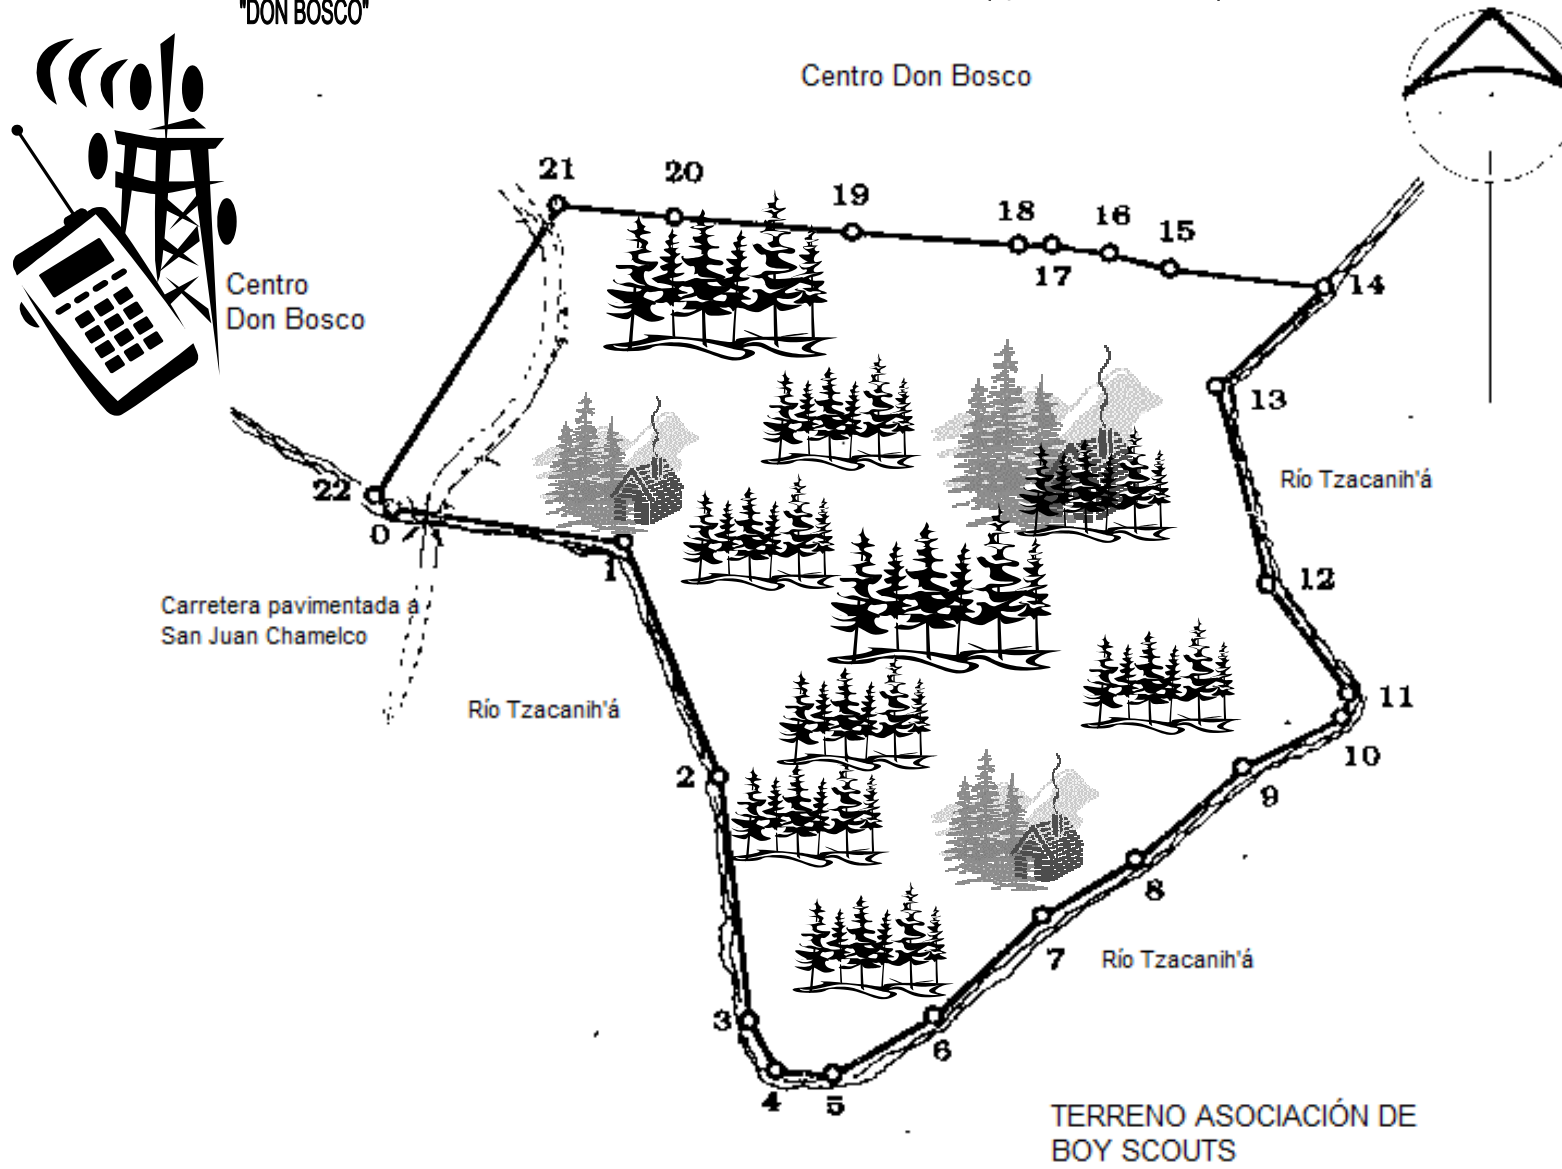 "DON BOSCO"
Centro Don Bosco
21
20
19
18
17
16
15
14
Centro
Don Bosco
13
Río Tzacanih'á
22
0
1
12
Carretera pavimentada a
San Juan Chamelco
Río Tzacanih'á
11
10
2
9
8
7
Río Tzacanih'á
3
6
4
5
TERRENO ASOCIACIÓN DE
BOY SCOUTS